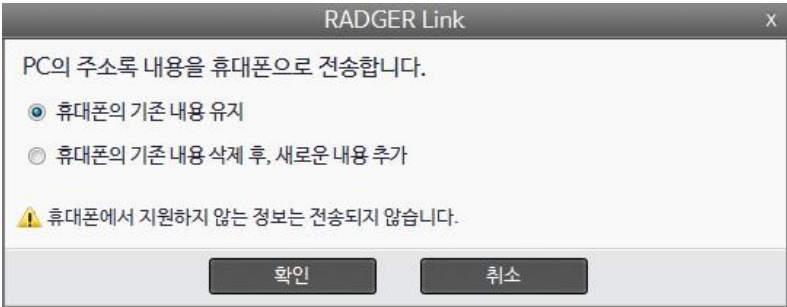 RADGER Link
X
PC의 주소록 내용을 휴대폰으로 전송합니다.
휴대폰의 기존 내용 유지
휴대폰의 기존 내용 삭제 후, 새로운 내용 추가
휴대폰에서 지원하지 않는 정보는 전송되지 않습니다.
확인
취소